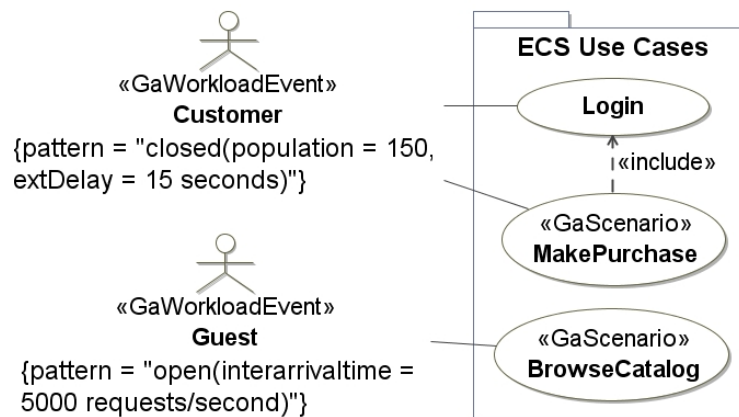 «GaWorkloadEvent»
Customer
{pattern = "closed(population = 150,
extDelay = 15 seconds)"}
«GaWorkloadEvent»
Guest
{pattern = "open(interarrivaltime =
5000 requests/second)"}
ECS Use Cases
Login
«include»
«GaScenario»
MakePurchase
«GaScenario»
BrowseCatalog